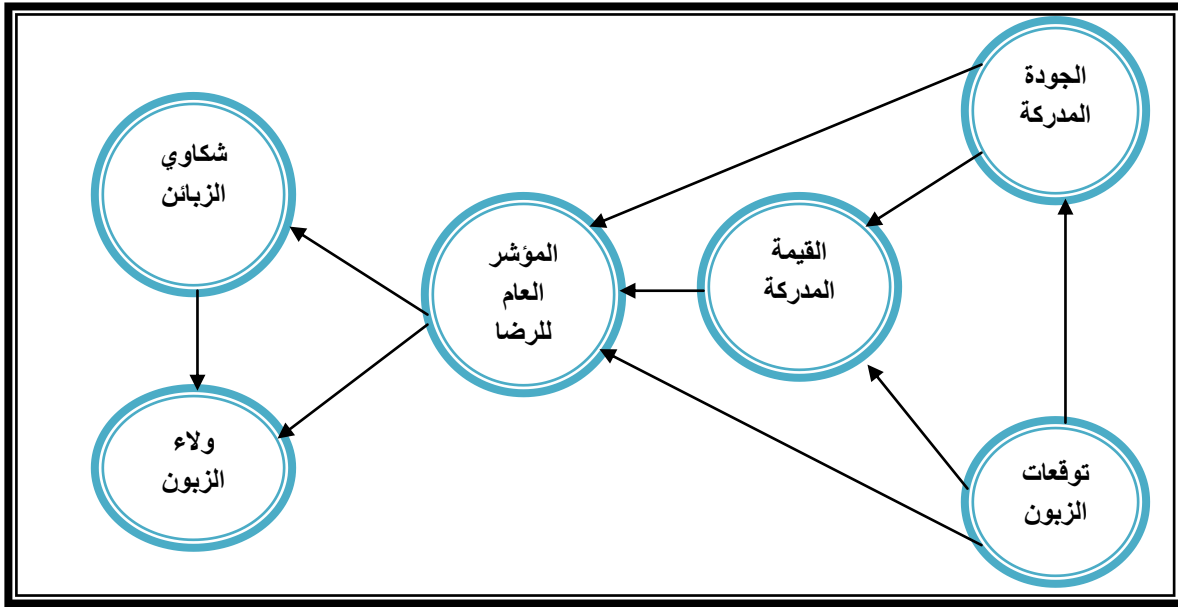 الجودة
المدركة
شكاوي
الزبائن
القيمة
المدركة
المؤشر
العام
للرضا
توقعات
الزبون
ولاء
الزبون